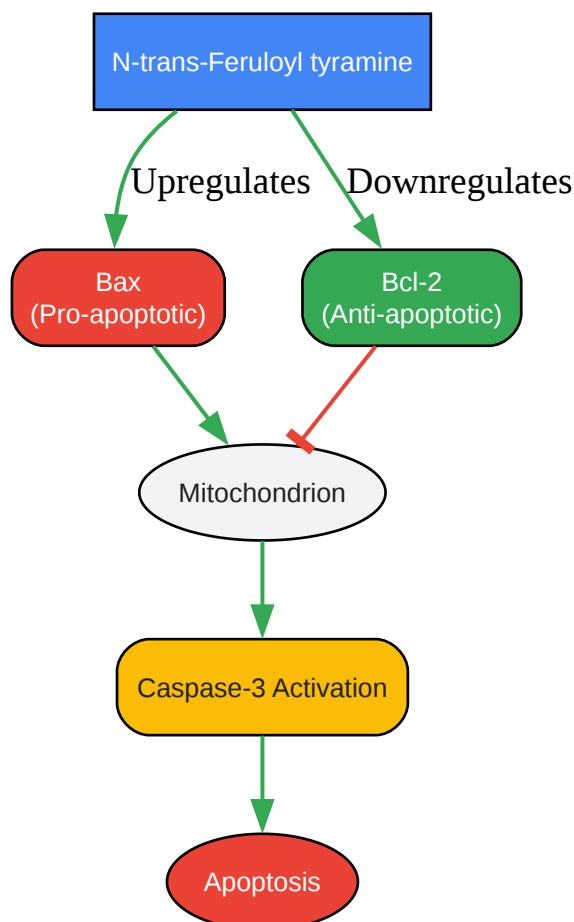 N-trans-Feruloyl tyramine
Upregulates
Downregulates
Bax
(Pro-apoptotic)
Bcl-2
(Anti-apoptotic)
Mitochondrion
Caspase-3 Activation
Apoptosis